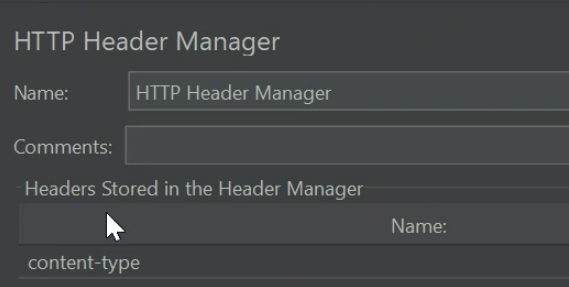 HTTP Header Manager
Name: HTTP Header Manager
Comments:
Headers Stored in the Header Manager
Name:
content-type